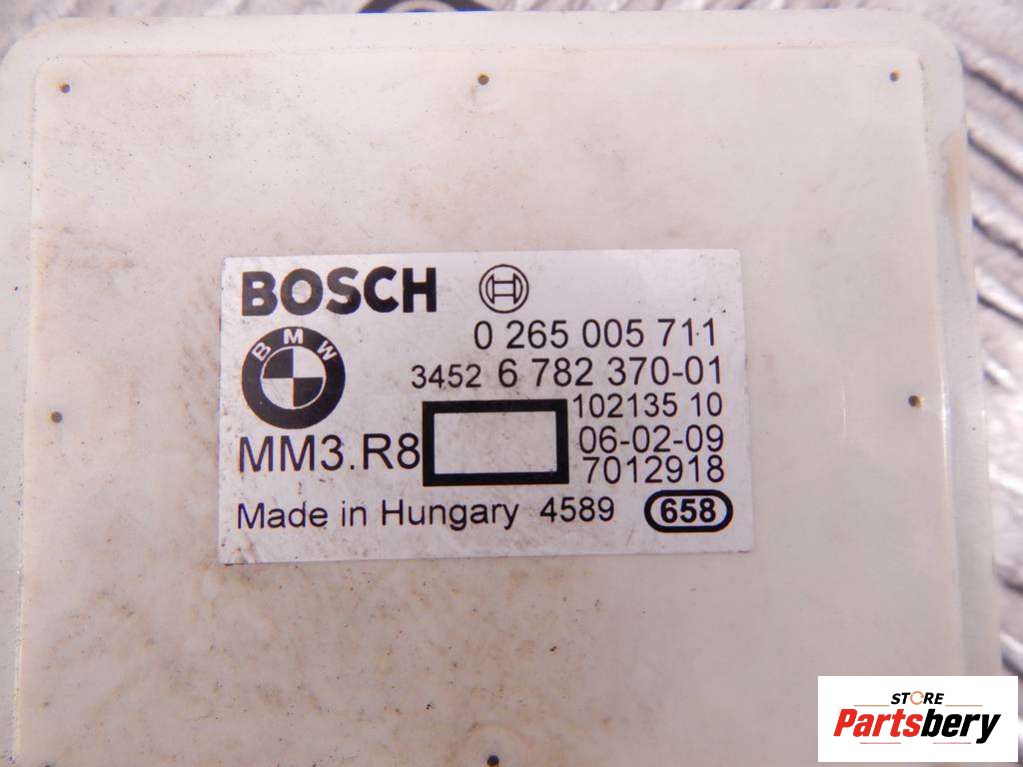 BOSCH
0 265 005 711
BMW
3452 6 782 370-01
102135 10
MM3.R8
06-02-09
7012918
Made in Hungary 4589 658
STORE
Partsbery